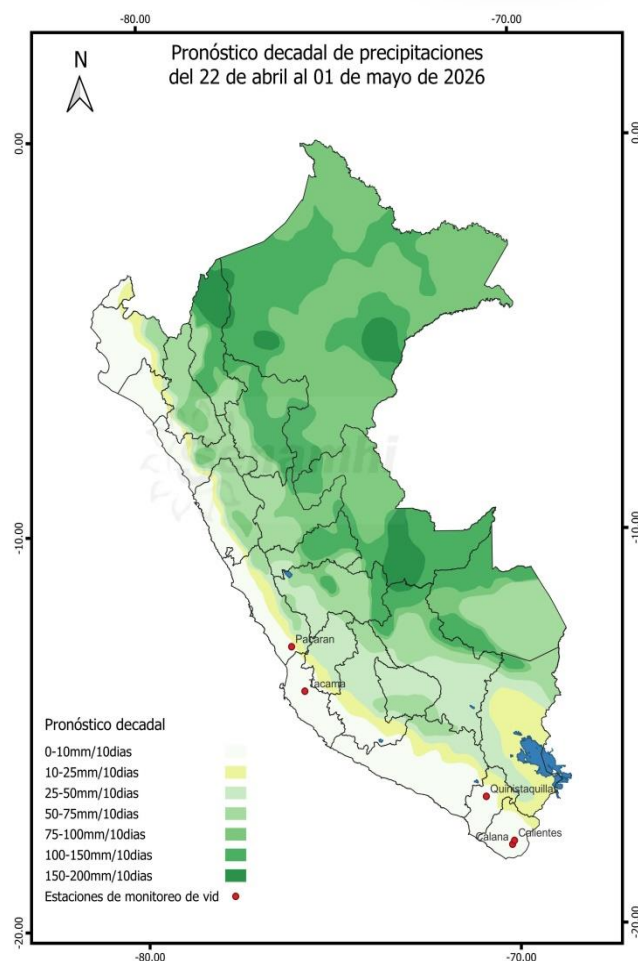 -80.00
-70.00
Pronóstico decadal de precipitaciones
del 22 de abril al 01 de mayo de 2026
N
0.00
0.00
senamhi
-10.00
-10.00
Pacaran
Tacama
Pronóstico decadal
0-10mm/10dias
10-25mm/10dias
25-50mm/10dias
50-75mm/10dias
75-100mm/10dias
100-150mm/10dias
150-200mm/10dias
Estaciones de monitoreo de vid
Quinistaquillas
Calana
Calientes
-20.00
-20.00
-80.00
-70.00